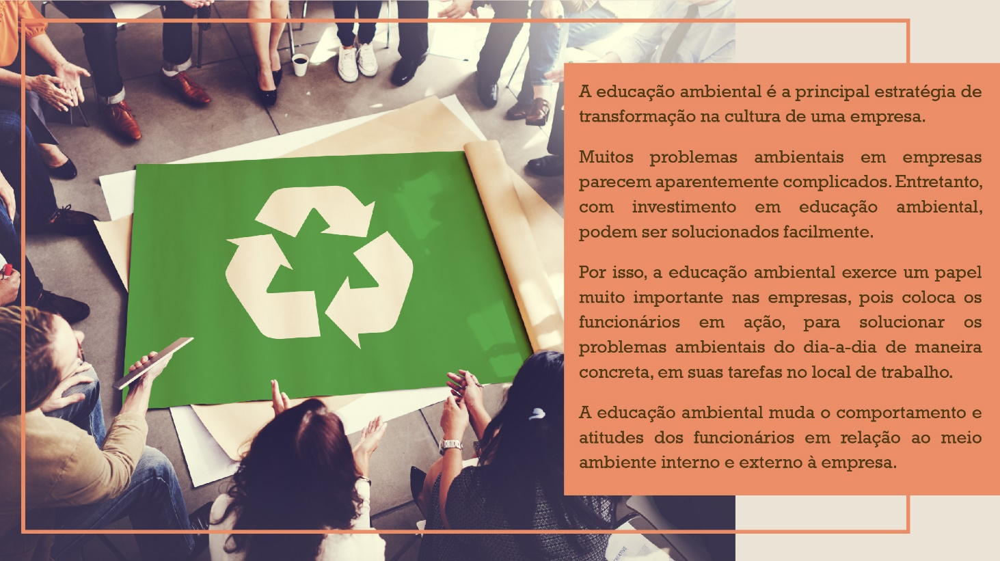 A educação ambiental é a principal estratégia de
transformação na cultura de uma empresa.
Muitos problemas ambientais em empresas
parecem aparentemente complicados. Entretanto,
com investimento em educação ambiental,
podem ser solucionados facilmente.
Por isso, a educação ambiental exerce um papel
muito importante nas empresas, pois coloca os
funcionários em ação, para solucionar os
problemas ambientais do dia-a-dia de maneira
concreta, em suas tarefas no local de trabalho.
A educação ambiental muda o comportamento e
atitudes dos funcionários em relação ao meio
ambiente interno e externo à empresa.